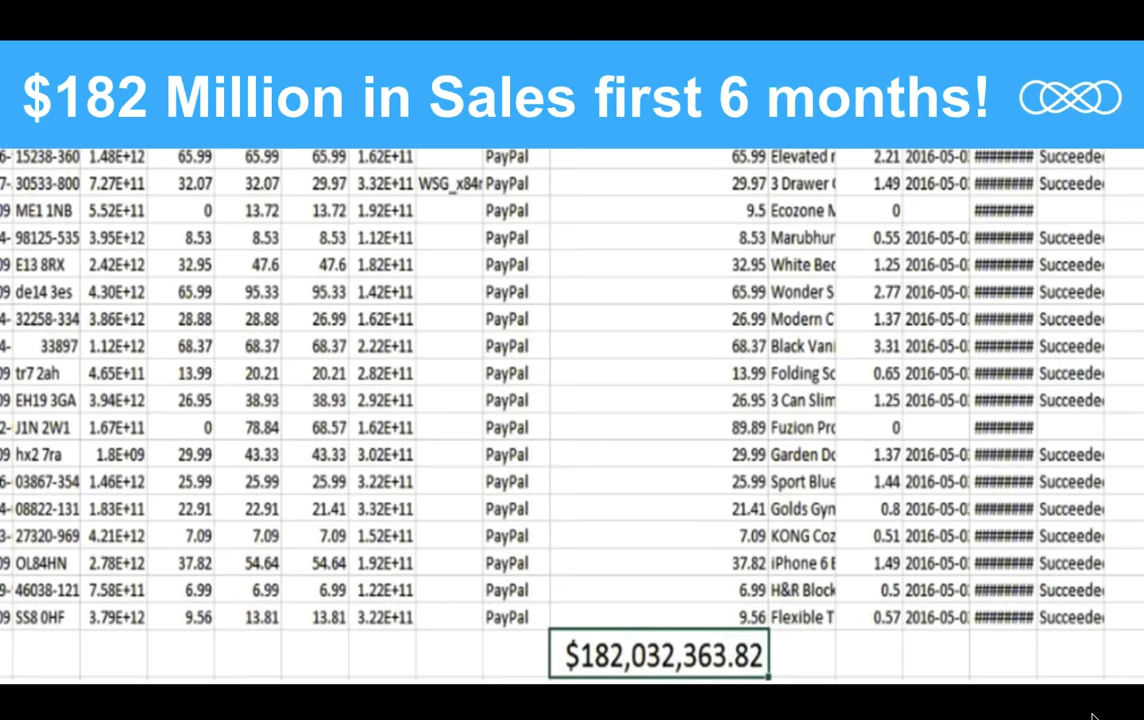 $182 Million in Sales first 6 months!
6- 15238-360 1.48E+12 65.99 65.99 65.99 1.62E+11 PayPal 65.99 Elevated r 2.21 2016-05-0 ######## Succeede
7- 30533-800 7.27E+11 32.07 32.07 29.97 3.32E+11 WSG_x84r PayPal 29.97 3 Drawer 1.49 2016-05-0 ######## Succeede
09 ME1 1NB 5.52E+11 0 13.72 13.72 1.92E+11 PayPal 9.5 Ecozone M 0 ########
4- 98125-535 3.95E+12 8.53 8.53 8.53 1.12E+11 PayPal 8.53 Marubhur 0.55 2016-05-0 ######## Succeede
09 E13 8RX 2.42E+12 32.95 47.6 47.6 1.82E+11 PayPal 32.95 White Bec 1.25 2016-05-0 ######## Succeede
09 de14 3es 4.30E+12 65.99 95.33 95.33 1.42E+11 PayPal 65.99 Wonder S 2.77 2016-05-0 ######## Succeede
4- 32258-334 3.86E+12 28.88 28.88 26.99 1.62E+11 PayPal 26.99 Modern C 1.37 2016-05-0 ######## Succeede
4- 33897 1.12E+12 68.37 68.37 68.37 2.22E+11 PayPal 68.37 Black Vani 3.31 2016-05-0 ######## Succeede
09 tr7 2ah 4.65E+11 13.99 20.21 20.21 2.82E+11 PayPal 13.99 Folding Sc 0.65 2016-05-0 ######## Succeede
09 EH19 3GA 3.94E+12 26.95 38.93 38.93 2.92E+11 PayPal 26.95 3 Can Slim 1.25 2016-05-0 ######## Succeede
2- J1N 2W1 1.67E+11 0 78.84 68.57 1.62E+11 PayPal 89.89 Fuzion Pro 0 ########
09 hx2 7ra 1.8E+09 29.99 43.33 43.33 3.02E+11 PayPal 29.99 Garden Do 1.37 2016-05-0 ######## Succeede
6- 03867-354 1.46E+12 25.99 25.99 25.99 3.22E+11 PayPal 25.99 Sport Blue 1.44 2016-05-0 ######## Succeede
4- 08822-131 1.83E+11 22.91 22.91 21.41 3.32E+11 PayPal 21.41 Golds Gyn 0.8 2016-05-0 ######## Succeede
3- 27320-969 4.21E+12 7.09 7.09 7.09 1.52E+11 PayPal 7.09 KONG Coz 0.51 2016-05-0 ######## Succeede
09 OL84HN 2.78E+12 37.82 54.64 54.64 1.92E+11 PayPal 37.82 iPhone 6 E 1.49 2016-05-0 ######## Succeede
9- 46038-121 7.58E+11 6.99 6.99 6.99 1.22E+11 PayPal 6.99 H&R Block 0.5 2016-05-0 ######## Succeede
09 SS8 0HF 3.79E+12 9.56 13.81 13.81 3.22E+11 PayPal 9.56 Flexible T 0.57 2016-05-0 ######## Succeede
$182,032,363.82